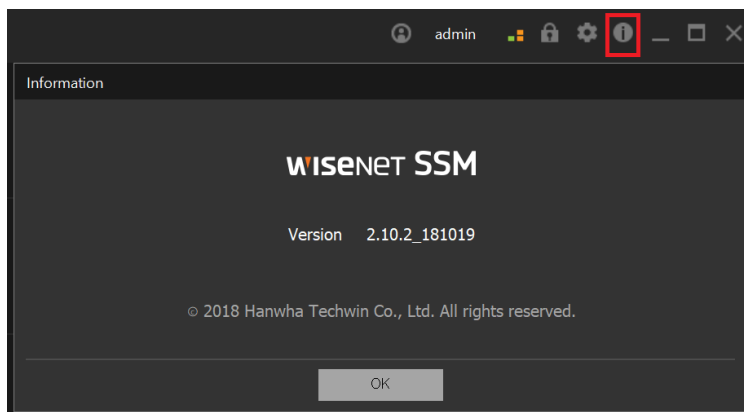 admin
Information
WISENET SSM
Version 2.10.2_181019
© 2018 Hanwha Techwin Co., Ltd. All rights reserved.
OK